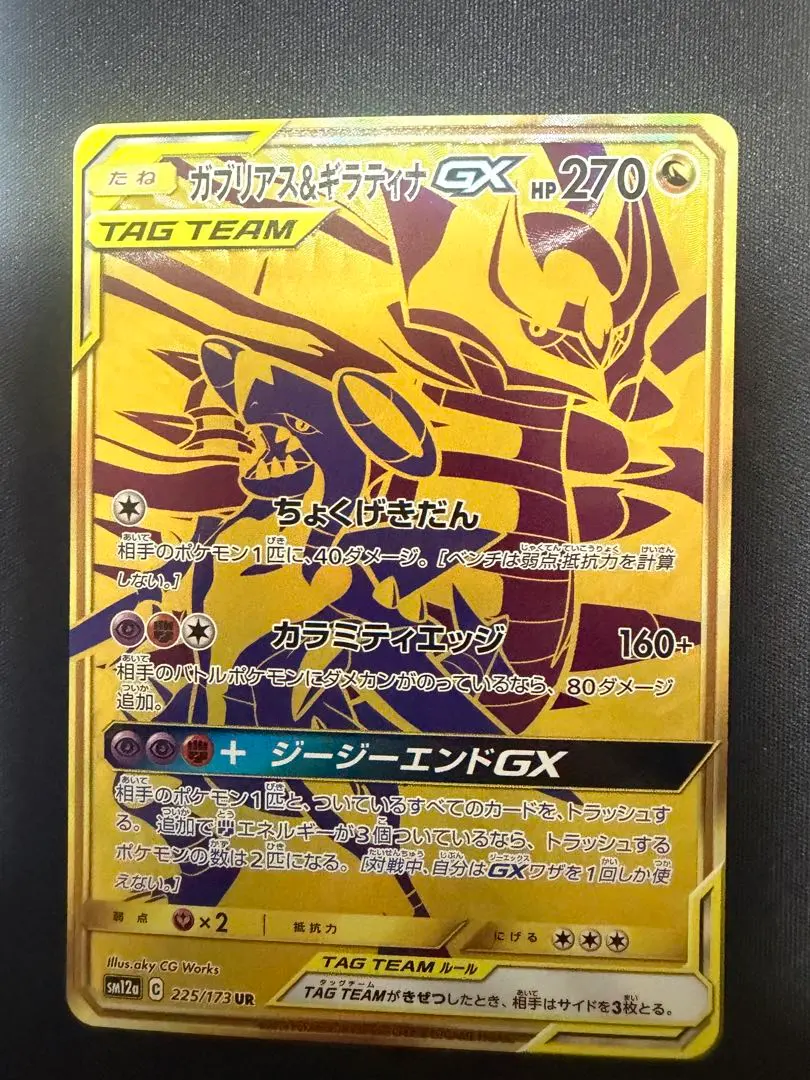 たね ガブリアス&ギラティナGX HP270
TAG TEAM
ちょくげきだん
相手のポケモン1匹に、40ダメージ。[ベンチは弱点・抵抗力を計算
しない。]
カラミティエッジ 160+
相手のバトルポケモンにダメカンがのっているなら、80ダメージ
追加。
+ ジージーエンドGX
相手のポケモン1匹と、ついているすべてのカードを、トラッシュす
る。追加でエネルギーが3個ついているなら、トラッシュする
ポケモンの数は2匹になる。[対戦中、自分はGXワザを1回しか使
えない。]
弱点 ×2 抵抗力 にげる
Illus.aky CG Works
TAG TEAM ルール
sm12a C 225/173 UR
TAG TEAMがきぜつしたとき、相手はサイドを3枚とる。